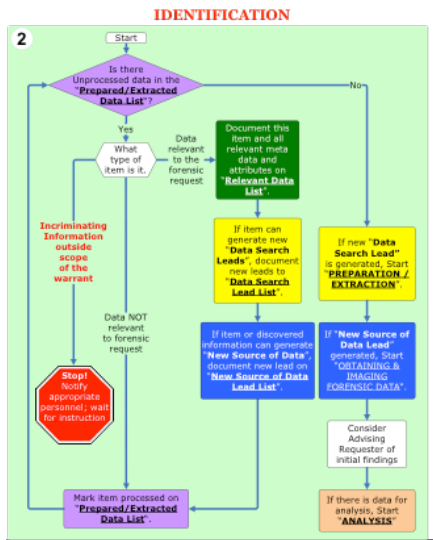 IDENTIFICATION
2
Start
Is there
Unprocessed data in the
"Prepared/Extracted
Data List"?
No
Yes
What
type of
item is it.
Data
relevant
to the forensic
request
Document this
item and all
relevant meta
data and
attributes on
"Relevant Data
List".
Incriminating
Information
outside
scope
of the
warrant
If item can
generate new
"Data Search
Leads", document
new leads to
"Data Search
Lead List".
If new "Data
Search Lead"
is generated, Start
"PREPARATION /
EXTRACTION".
Data NOT
relevant
to forensic
request
If item or discovered
information can generate
"New Source of Data",
document new lead on
"New Source of Data
Lead List".
If "New Source of
Data Lead"
generated, Start
"OBTAINING &
IMAGING
FORENSIC DATA".
Stop!
Notify
appropriate
personnel; wait
for instruction
Consider
Advising
Requester of
initial findings
Mark item processed on
"Prepared/Extracted
Data List".
If there is data for
analysis, Start
"ANALYSIS"